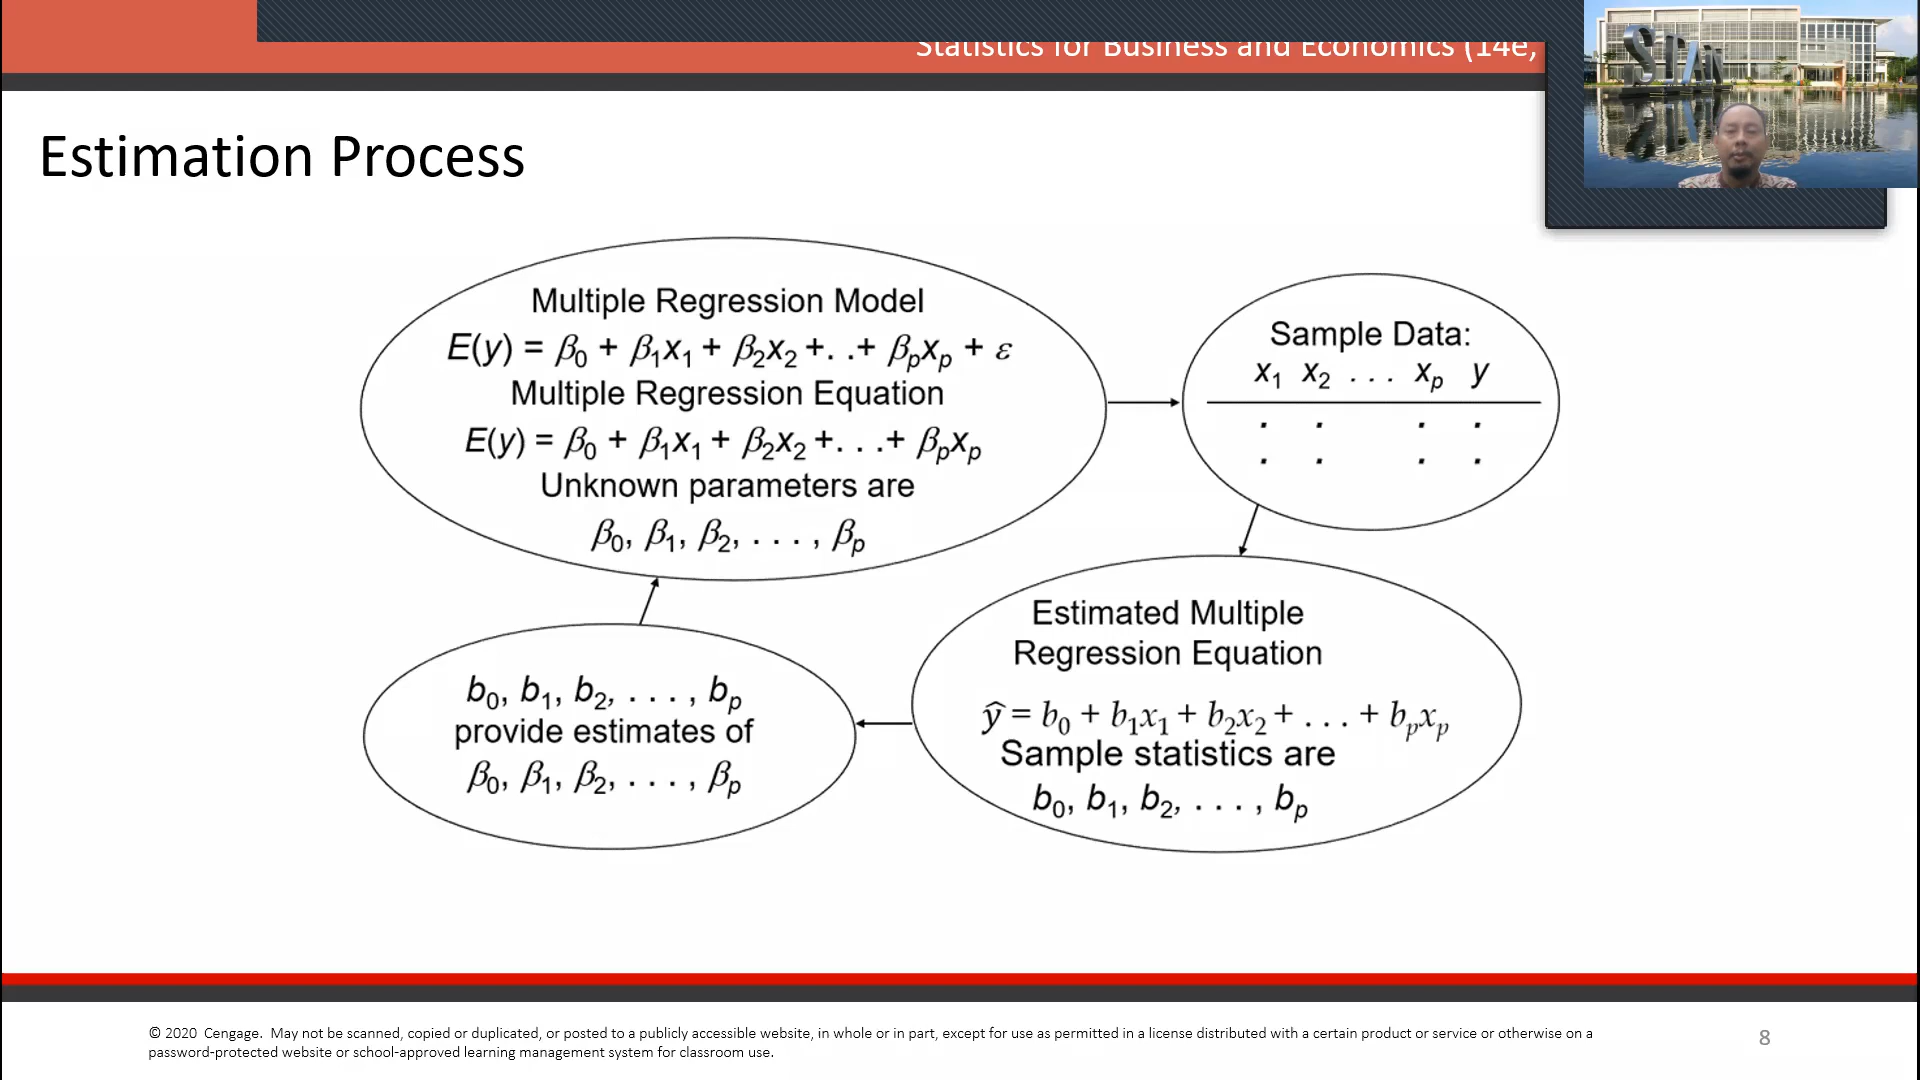 Statistics for Business and Economics (14e,
STAN
Estimation Process
Multiple Regression Model
E(y) = β0 + β1x1 + β2x2 +. .+ βpxp + ε
Multiple Regression Equation
E(y) = β0 + β1x1 + β2x2 +. . .+ βpxp
Unknown parameters are
β0, β1, β2, . . . , βp
Sample Data:
x1 x2 . . . xp y
. . . .
. . . .
Estimated Multiple
Regression Equation
ŷ = b0 + b1x1 + b2x2 + . . . + bpxp
Sample statistics are
b0, b1, b2, . . . , bp
b0, b1, b2, . . . , bp
provide estimates of
β0, β1, β2, . . . , βp
© 2020 Cengage. May not be scanned, copied or duplicated, or posted to a publicly accessible website, in whole or in part, except for use as permitted in a license distributed with a certain product or service or otherwise on a
password-protected website or school-approved learning management system for classroom use.
8